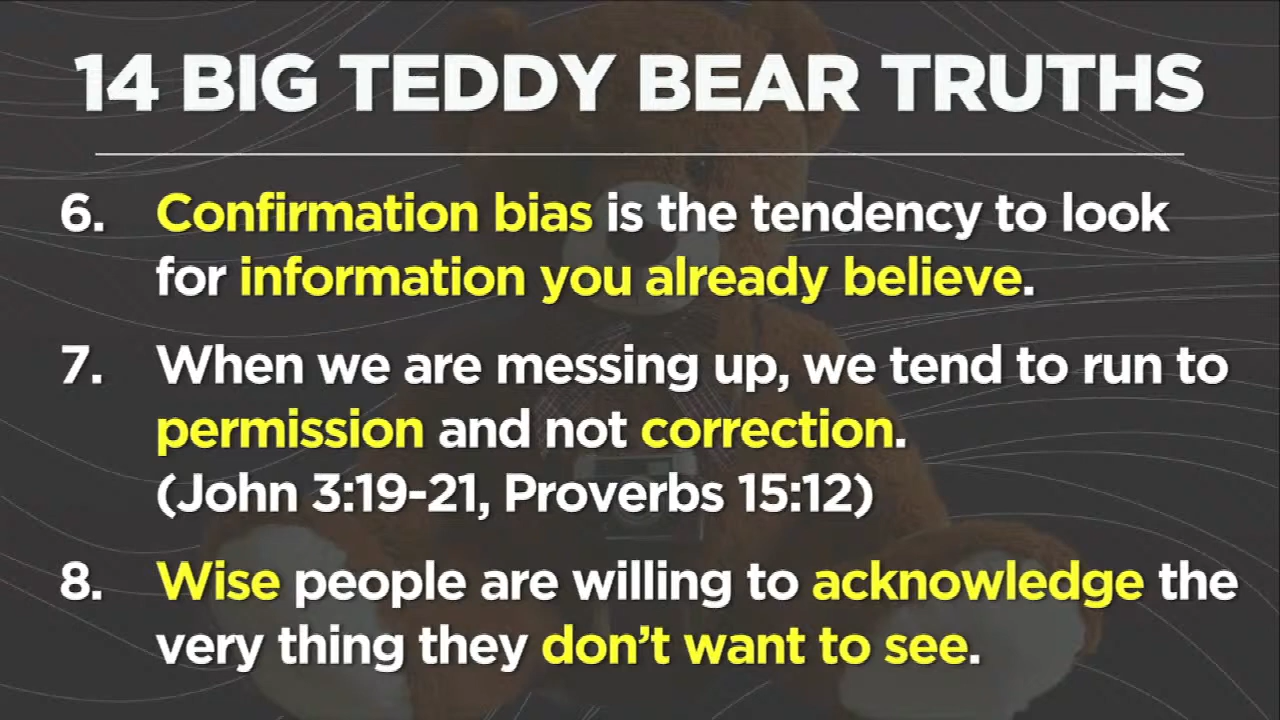 14 BIG TEDDY BEAR TRUTHS
6. Confirmation bias is the tendency to look
for information you already believe.
7. When we are messing up, we tend to run to
permission and not correction.
(John 3:19-21, Proverbs 15:12)
8. Wise people are willing to acknowledge the
very thing they don’t want to see.